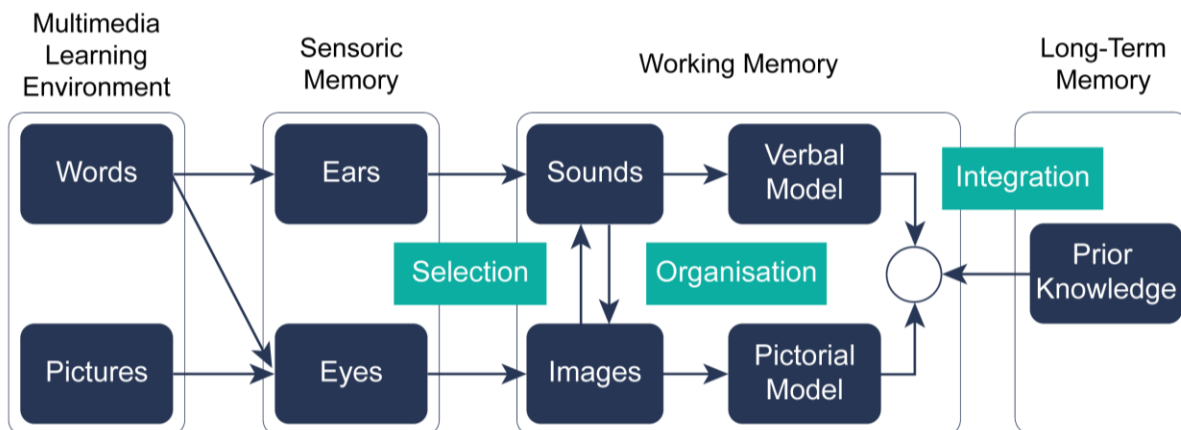 Multimedia
Learning
Environment
Sensoric
Memory
Working Memory
Long-Term
Memory
Words
Ears
Sounds
Verbal
Model
Integration
Selection
Organisation
Prior
Knowledge
Pictures
Eyes
Images
Pictorial
Model